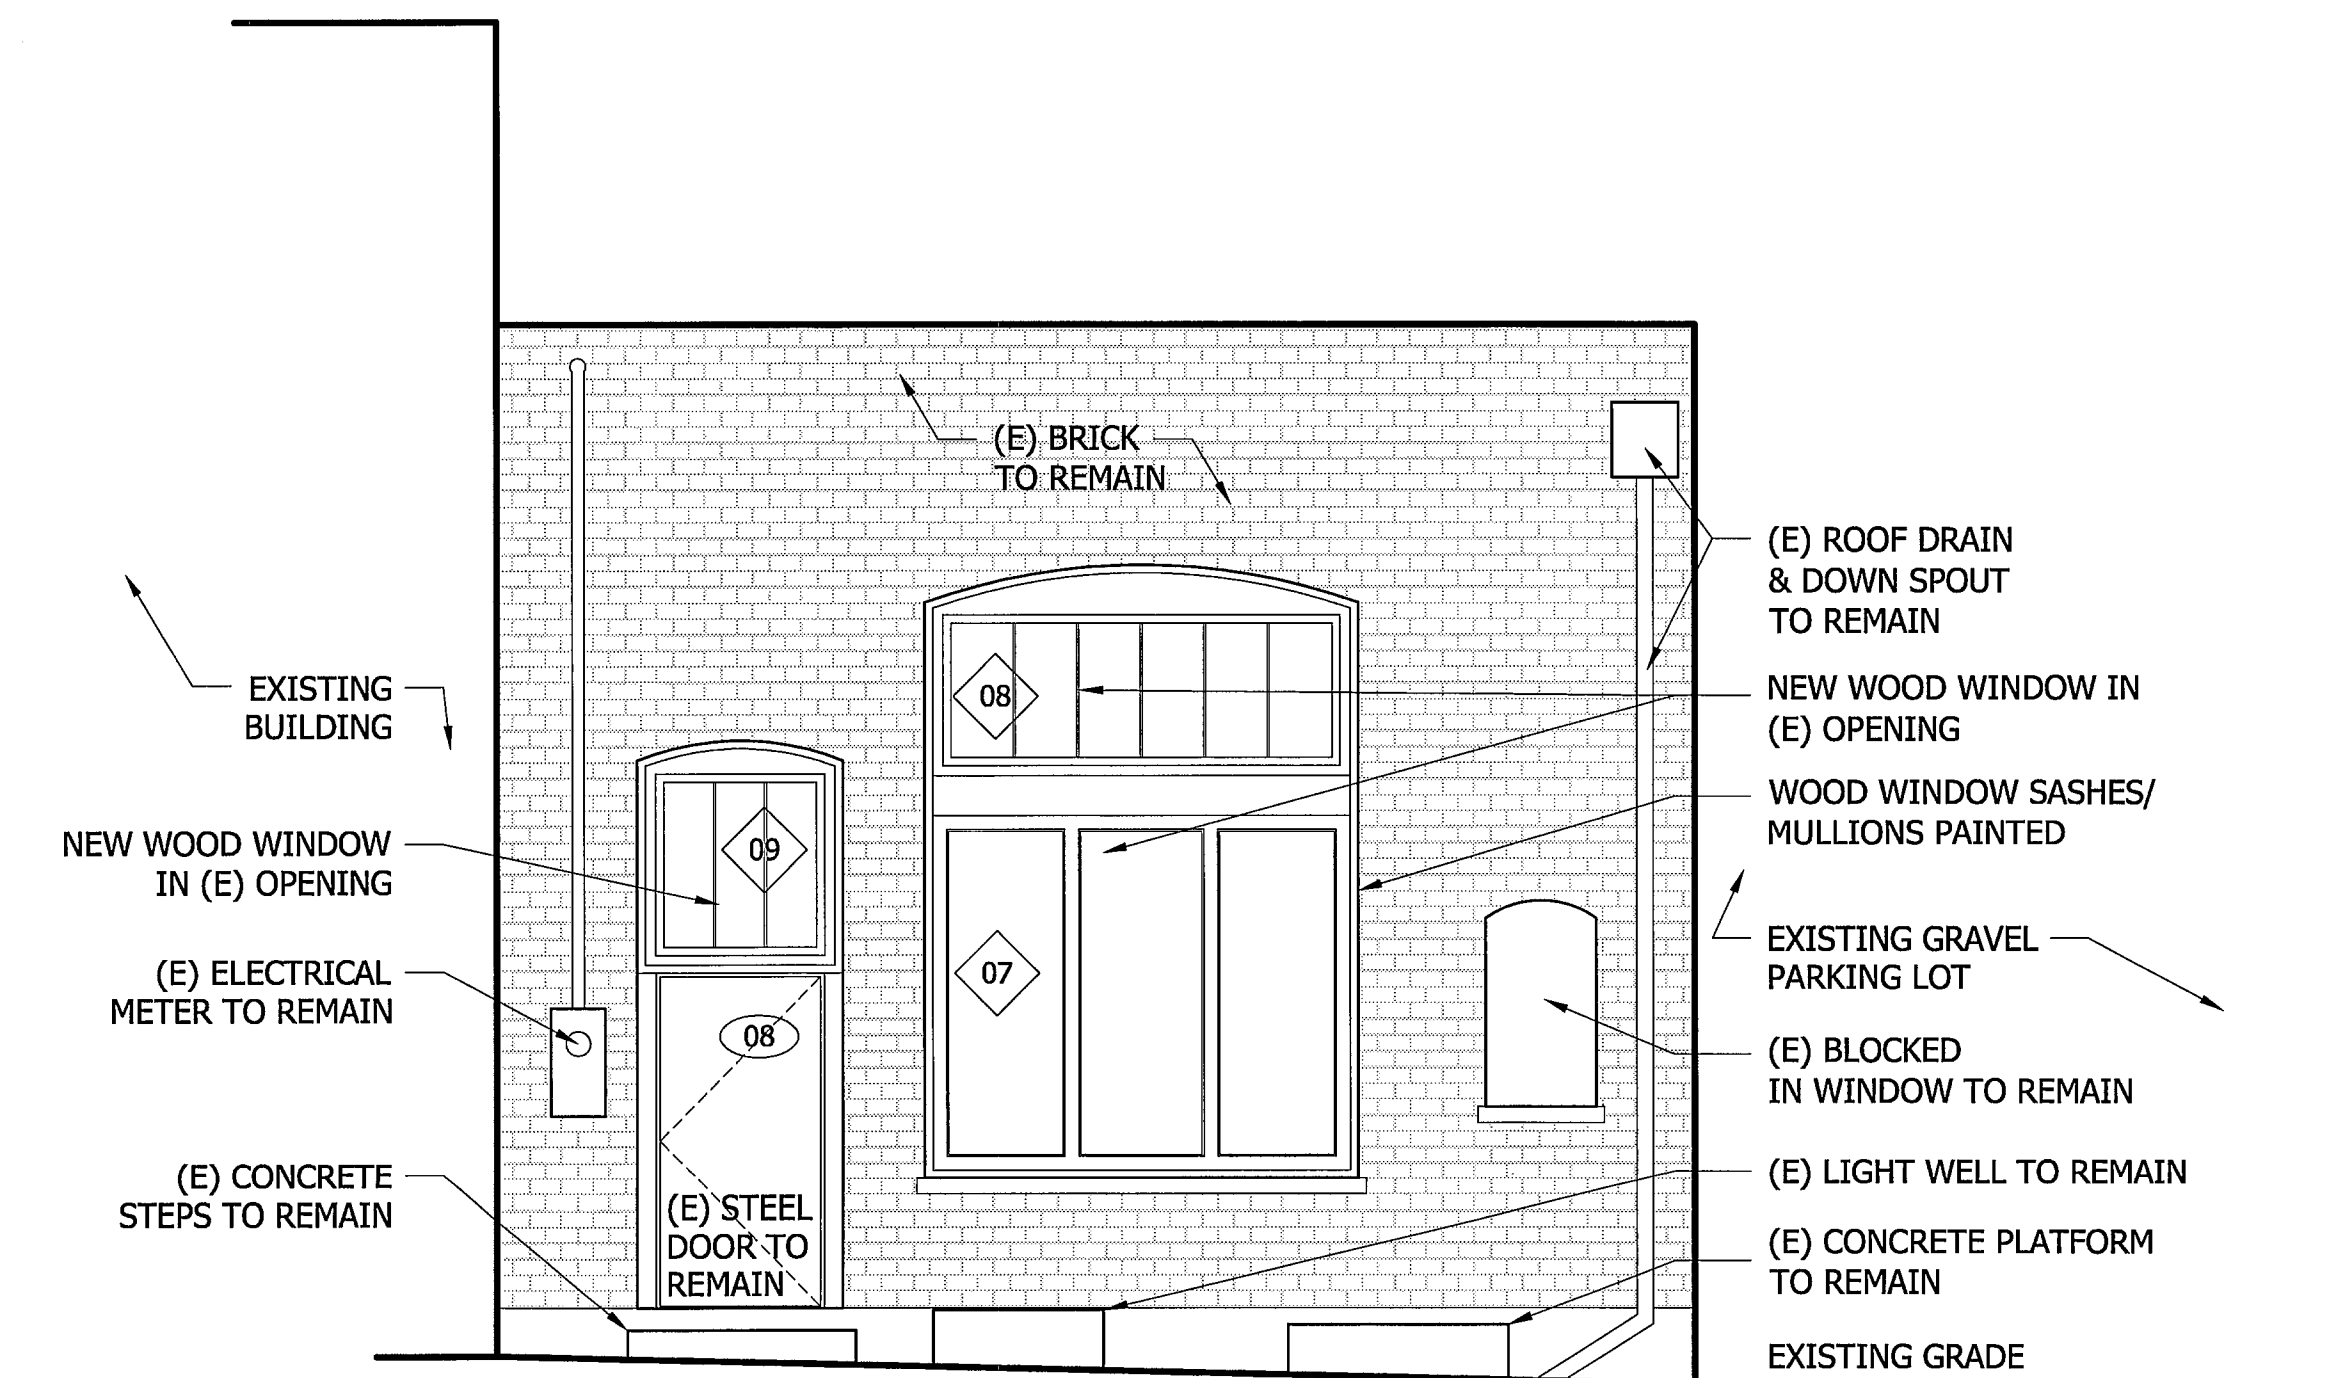 (E) BRICK
TO REMAIN
EXISTING
BUILDING
NEW WOOD WINDOW
IN (E) OPENING
(E) ELECTRICAL
METER TO REMAIN
(E) CONCRETE
STEPS TO REMAIN
09
08
(E) STEEL
DOOR TO
REMAIN
08
07
(E) ROOF DRAIN
& DOWN SPOUT
TO REMAIN
NEW WOOD WINDOW IN
(E) OPENING
WOOD WINDOW SASHES/
MULLIONS PAINTED
EXISTING GRAVEL
PARKING LOT
(E) BLOCKED
IN WINDOW TO REMAIN
(E) LIGHT WELL TO REMAIN
(E) CONCRETE PLATFORM
TO REMAIN
EXISTING GRADE